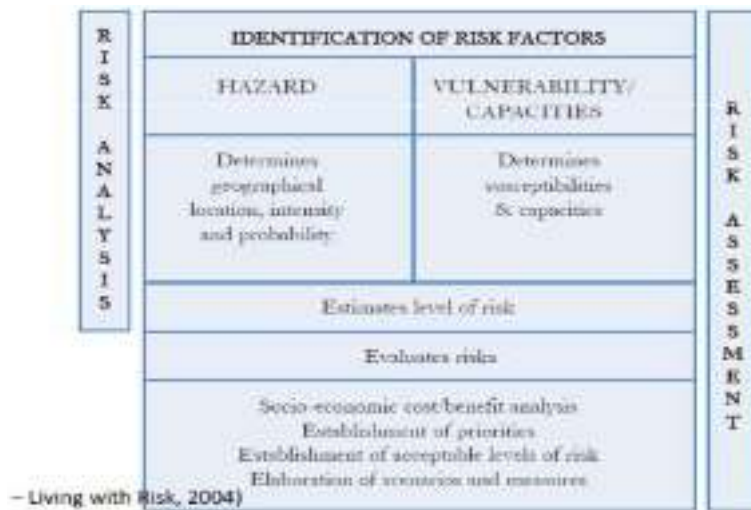 RISK ANALYSIS
IDENTIFICATION OF RISK FACTORS
HAZARD
VULNERABILITY/
CAPACITIES
Determines
geographical
location, intensity
and probability
Determines
susceptibilities
& capacities
Estimates level of risk
Evaluates risks
Socio-economic cost/benefit analysis
Establishment of priorities
Establishment of acceptable levels of risk
Elaboration of scenarios and measures
RISK ASSESSMENT
– Living with Risk, 2004)